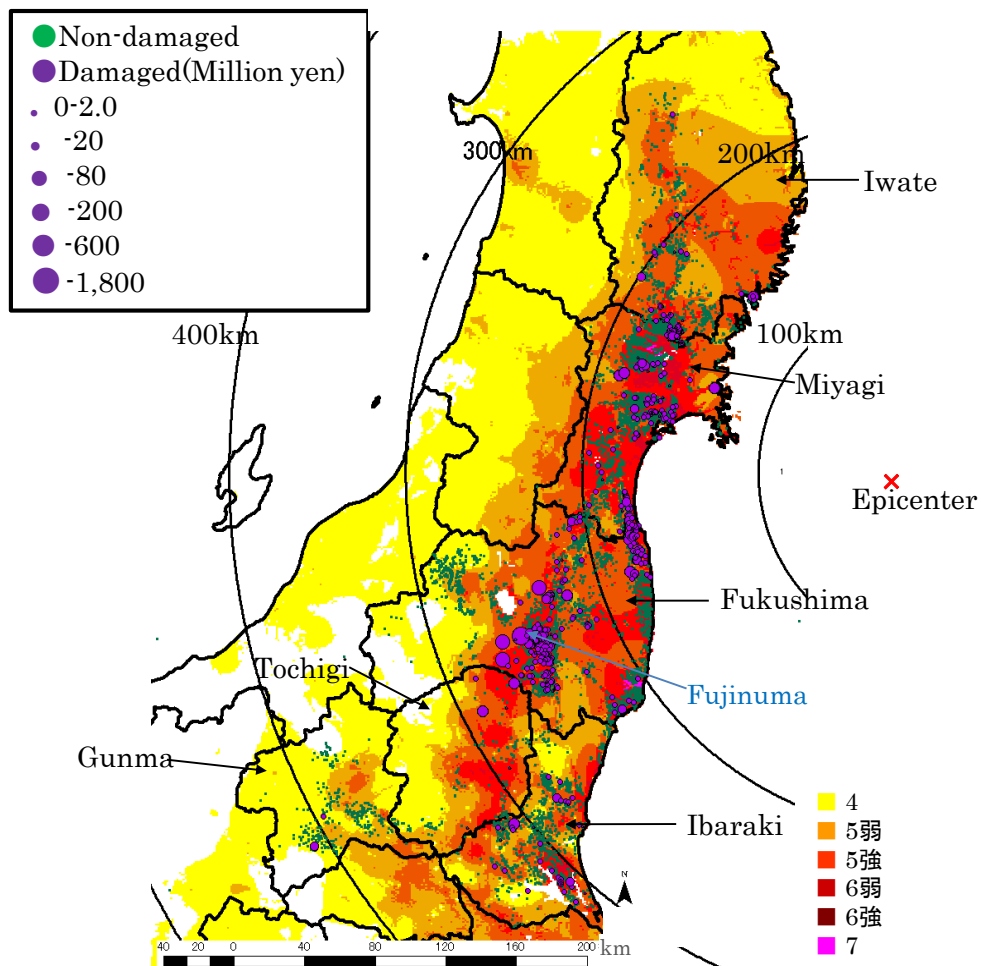 Non-damaged
Damaged(Million yen)
0-2.0
-20
-80
-200
-600
-1,800
300km
200km
Iwate
400km
100km
Miyagi
Epicenter
Fukushima
Tochigi
Fujinuma
Gunma
Ibaraki
4
5弱
5強
6弱
6強
7
N
40 20 0 40 80 120 160 200 km